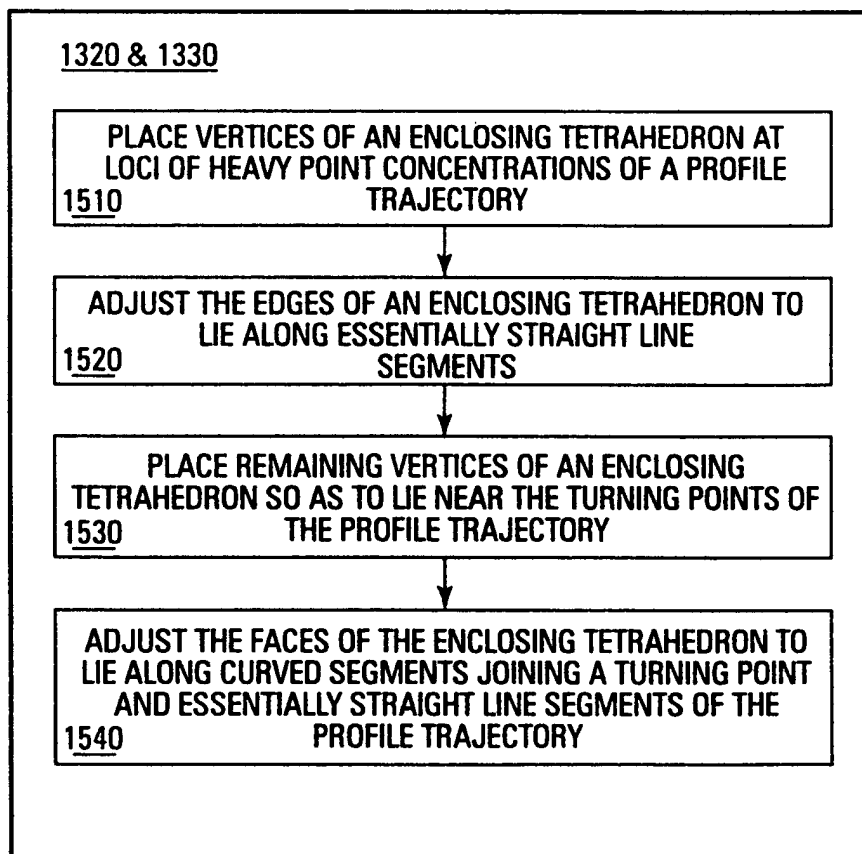 1320 & 1330
PLACE VERTICES OF AN ENCLOSING TETRAHEDRON AT
LOCI OF HEAVY POINT CONCENTRATIONS OF A PROFILE
TRAJECTORY
1510
ADJUST THE EDGES OF AN ENCLOSING TETRAHEDRON TO
LIE ALONG ESSENTIALLY STRAIGHT LINE
SEGMENTS
1520
PLACE REMAINING VERTICES OF AN ENCLOSING
TETRAHEDRON SO AS TO LIE NEAR THE TURNING POINTS OF
THE PROFILE TRAJECTORY
1530
ADJUST THE FACES OF THE ENCLOSING TETRAHEDRON TO
LIE ALONG CURVED SEGMENTS JOINING A TURNING POINT
AND ESSENTIALLY STRAIGHT LINE SEGMENTS OF THE
PROFILE TRAJECTORY
1540